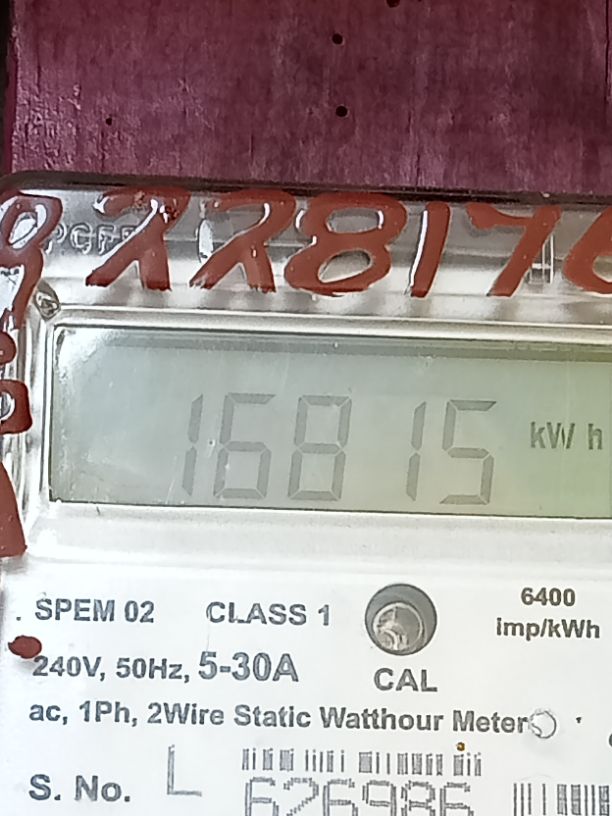 228176
16815 kWh
SPEM 02 CLASS 1 6400
imp/kWh
240V, 50Hz, 5-30A CAL
ac, 1Ph, 2Wire Static Watthour Meter
S. No. L 626986